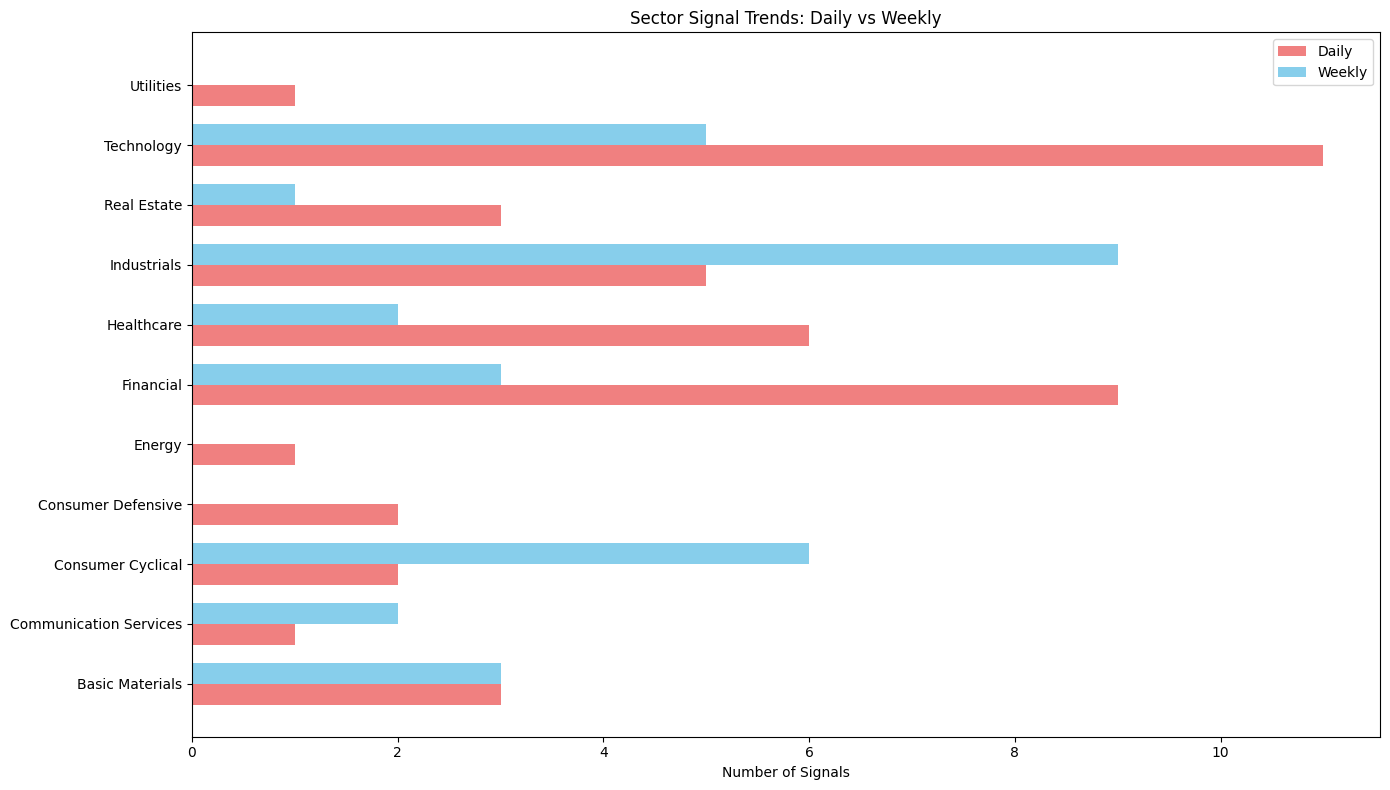 Sector Signal Trends: Daily vs Weekly
Daily
Weekly
Utilities
Technology
Real Estate
Industrials
Healthcare
Financial
Energy
Consumer Defensive
Consumer Cyclical
Communication Services
Basic Materials
0 2 4 6 8 10
Number of Signals